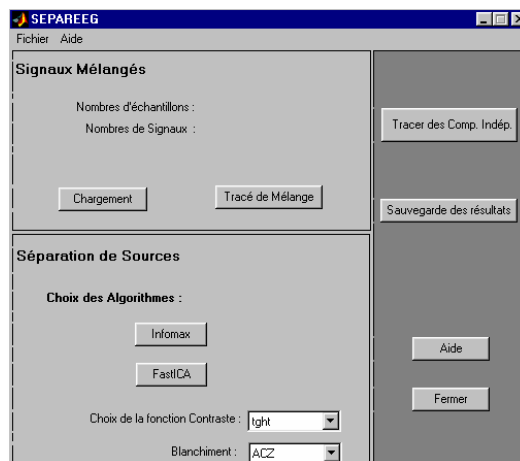 SEPAREEG
Fichier Aide
Signaux Mélangés
Nombres d'échantillons :
Nombres de Signaux :
Chargement
Tracé de Mélange
Séparation de Sources
Choix des Algorithmes :
Infomax
FastICA
Choix de la fonction Contraste : tght
Blanchiment : ACZ
Tracer des Comp. Indép.
Sauvegarde des résultats
Aide
Fermer